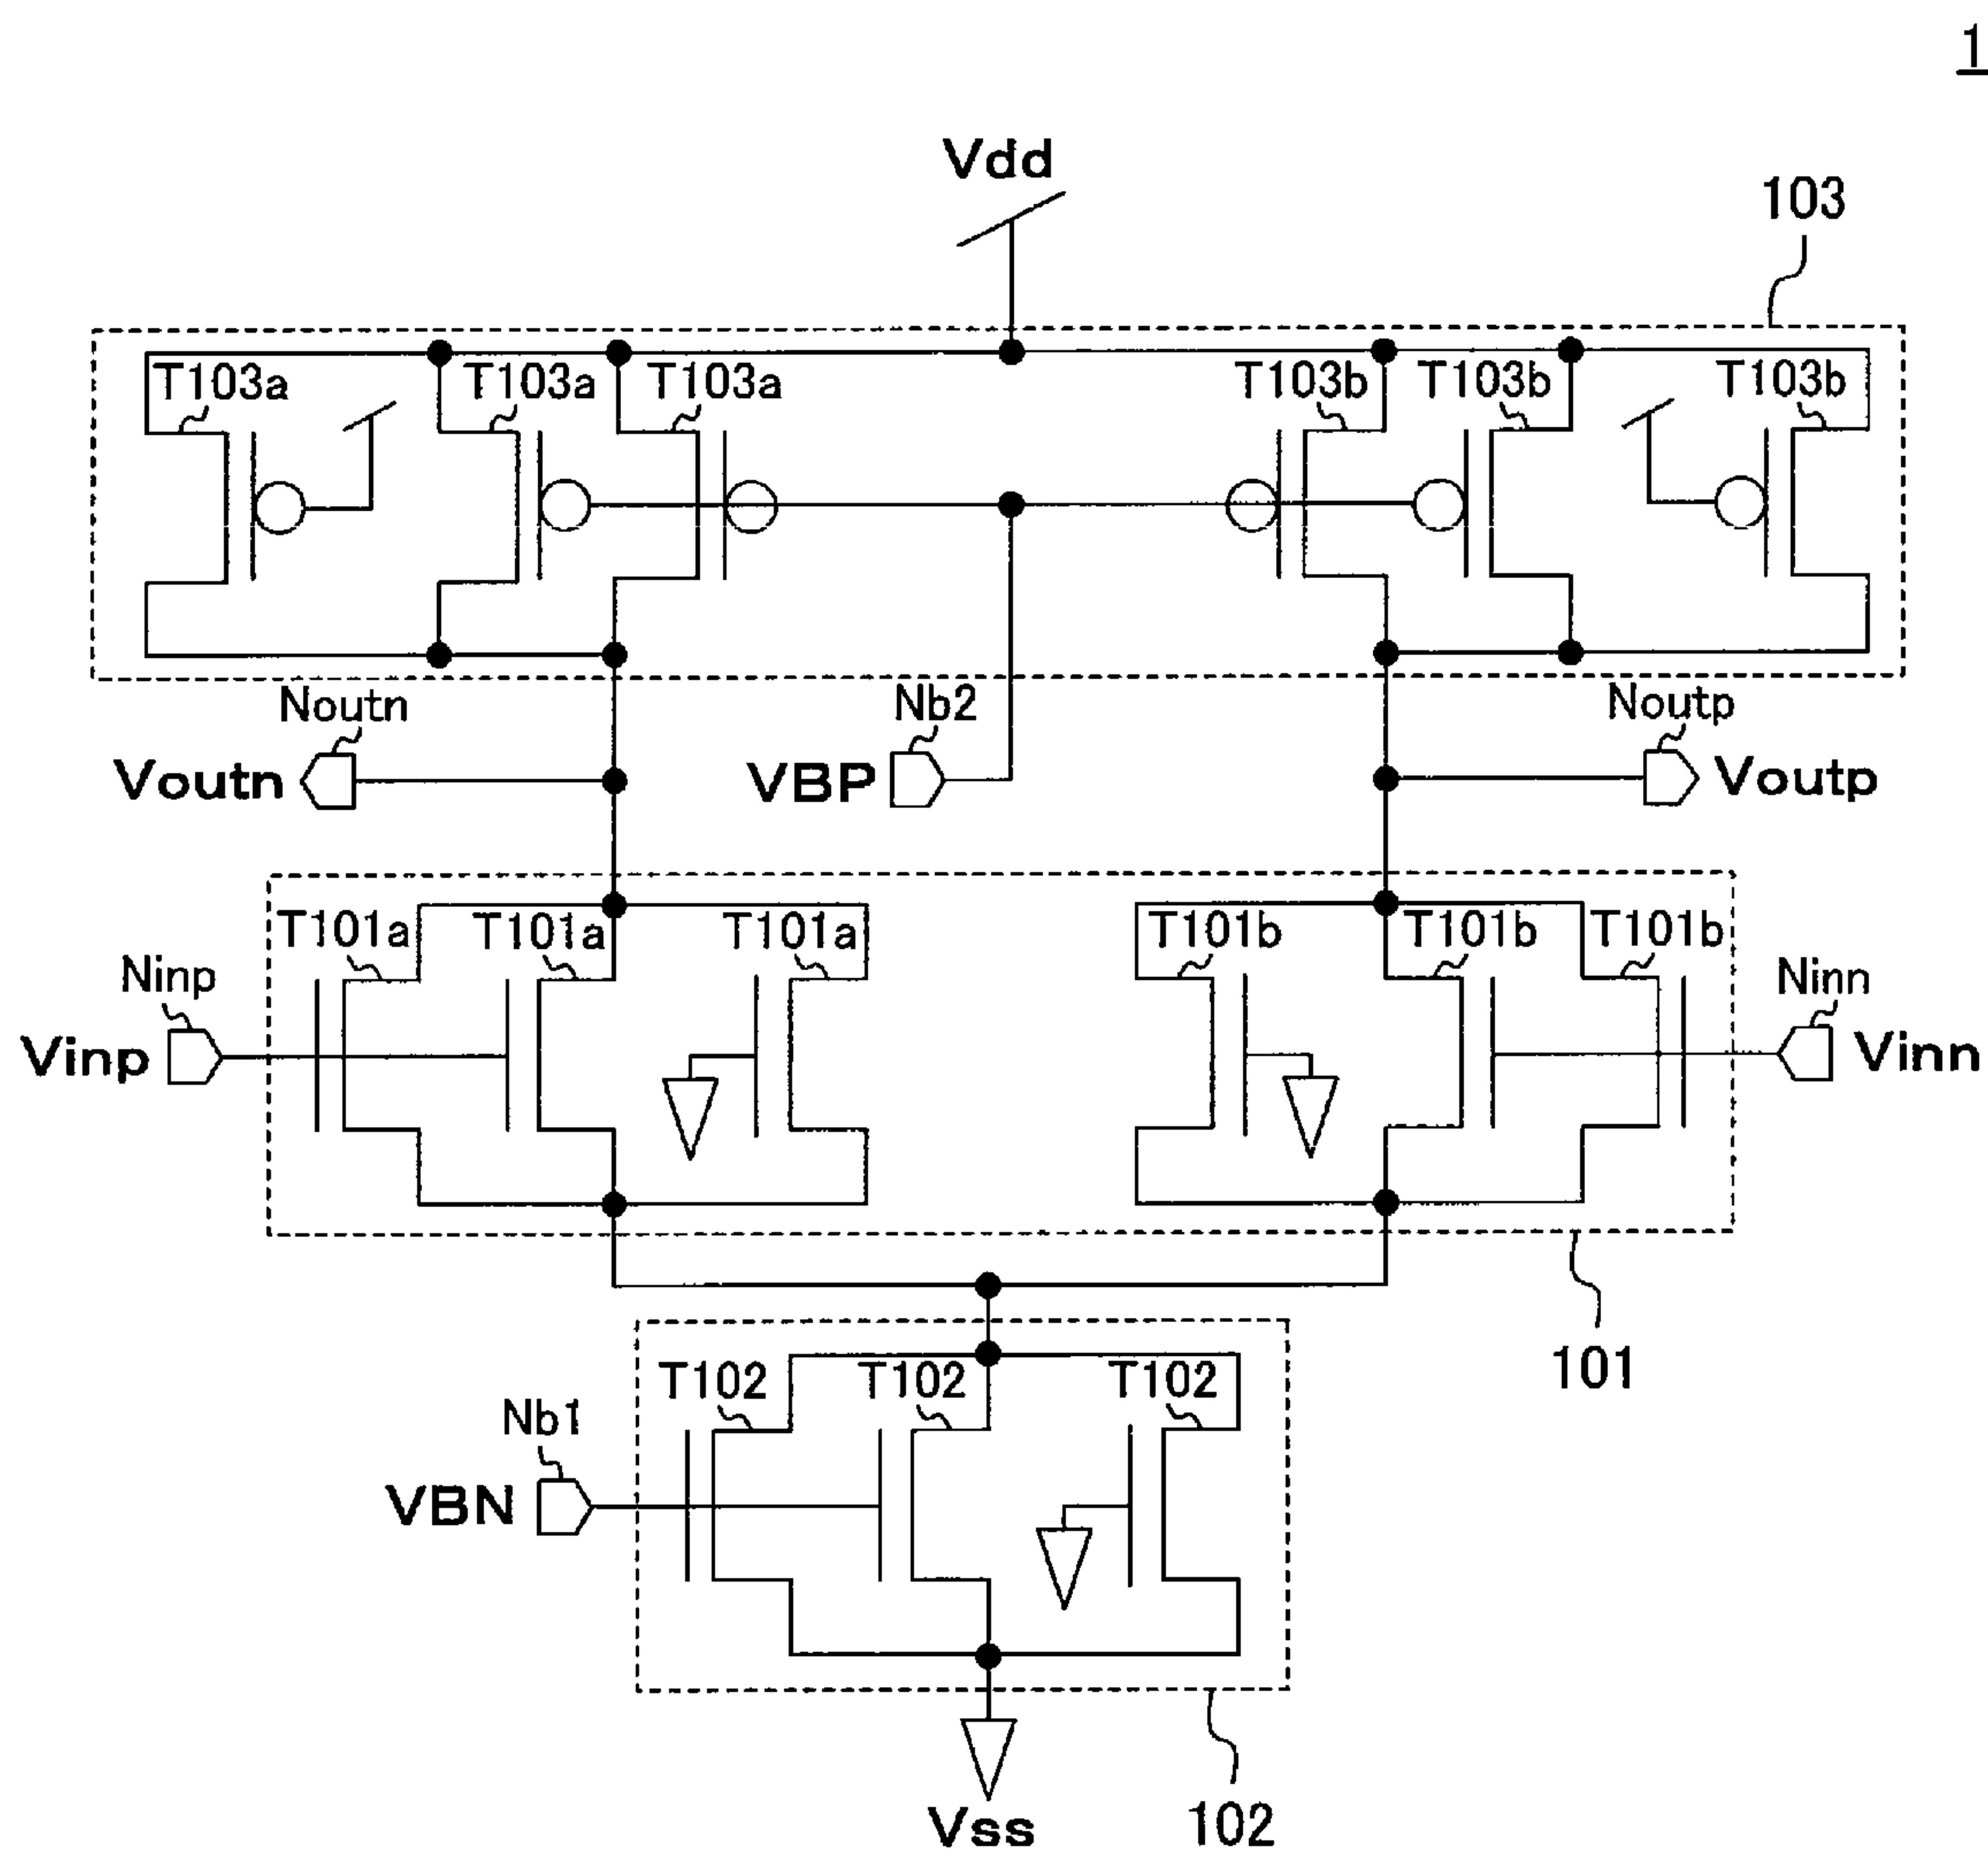 1
Vdd
103
T103a T103a T103a T103b T103b T103b
Noutn Nb2 Noutp
Voutn VBP Voutp
T101a T101a T101a T101b T101b T101b
Ninp Ninn
Vinp Vinn
101
T102 T102 T102
Nb1
VBN
Vss 102